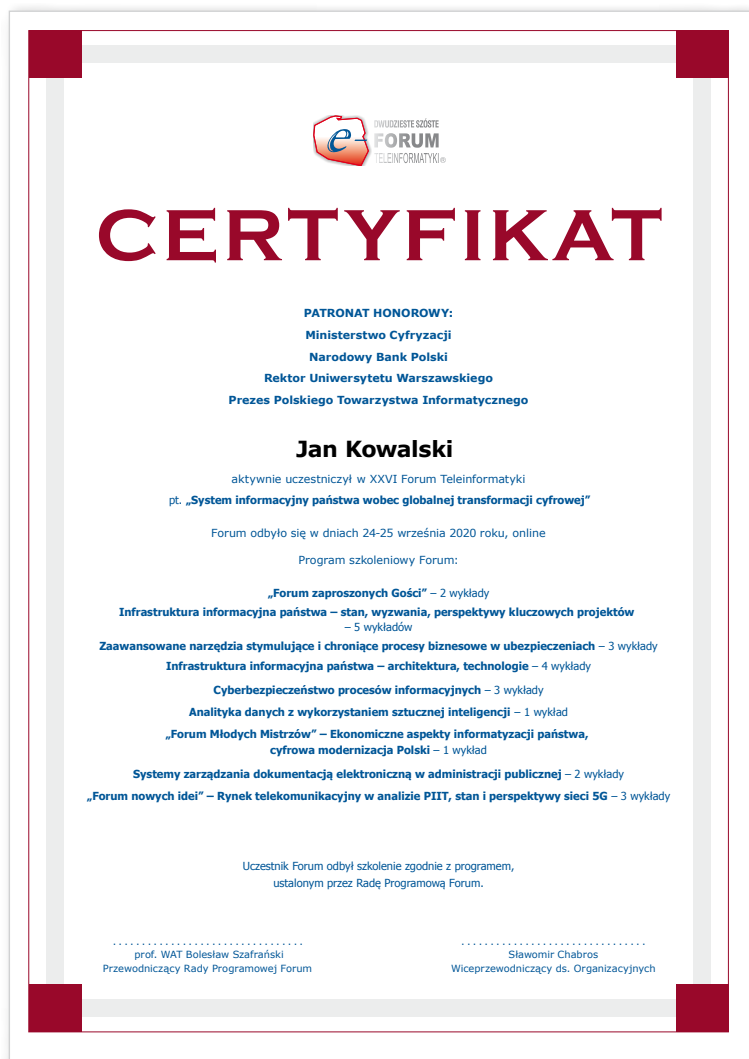 DWUDZIESTE SZÓSTE
e-FORUM
TELEINFORMATYKI®
CERTYFIKAT
PATRONAT HONOROWY:
Ministerstwo Cyfryzacji
Narodowy Bank Polski
Rektor Uniwersytetu Warszawskiego
Prezes Polskiego Towarzystwa Informatycznego
Jan Kowalski
aktywnie uczestniczył w XXVI Forum Teleinformatyki
pt. „System informacyjny państwa wobec globalnej transformacji cyfrowej”
Forum odbyło się w dniach 24-25 września 2020 roku, online
Program szkoleniowy Forum:
„Forum zaproszonych Gości” – 2 wykłady
Infrastruktura informacyjna państwa – stan, wyzwania, perspektywy kluczowych projektów
– 5 wykładów
Zaawansowane narzędzia stymulujące i chroniące procesy biznesowe w ubezpieczeniach – 3 wykłady
Infrastruktura informacyjna państwa – architektura, technologie – 4 wykłady
Cyberbezpieczeństwo procesów informacyjnych – 3 wykłady
Analityka danych z wykorzystaniem sztucznej inteligencji – 1 wykład
„Forum Młodych Mistrzów” – Ekonomiczne aspekty informatyzacji państwa,
cyfrowa modernizacja Polski – 1 wykład
Systemy zarządzania dokumentacją elektroniczną w administracji publicznej – 2 wykłady
„Forum nowych idei” – Rynek telekomunikacyjny w analizie PIIT, stan i perspektywy sieci 5G – 3 wykłady
Uczestnik Forum odbył szkolenie zgodnie z programem,
ustalonym przez Radę Programową Forum.
prof. WAT Bolesław Szafrański
Przewodniczący Rady Programowej Forum
Sławomir Chabros
Wiceprzewodniczący ds. Organizacyjnych